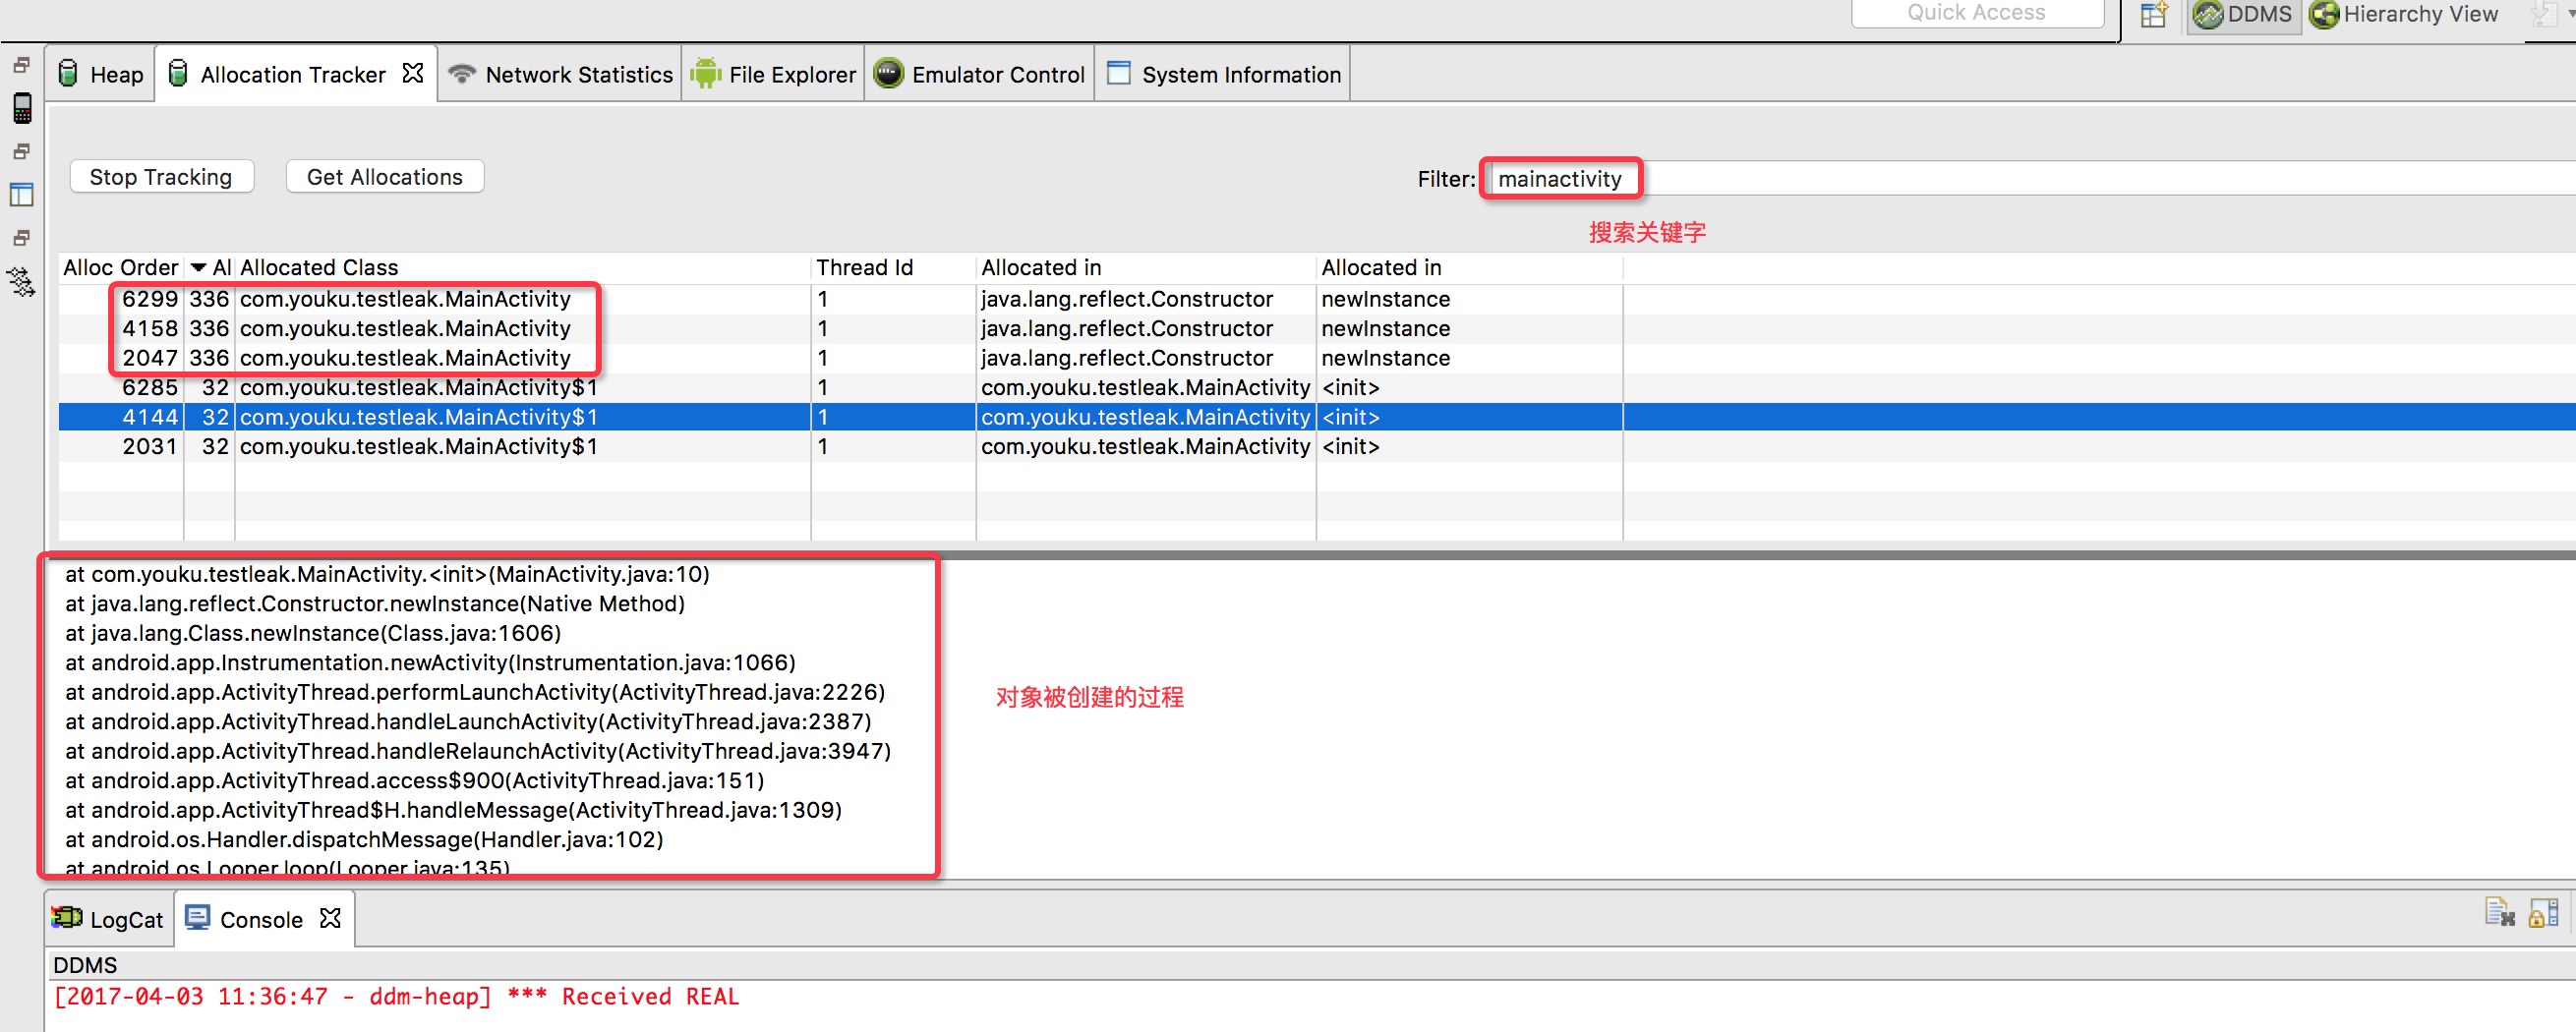 Quick Access
DDMS
Hierarchy View
Heap
Allocation Tracker
Network Statistics
File Explorer
Emulator Control
System Information
Stop Tracking
Get Allocations
Filter: mainactivity
搜索关键字
Alloc Order Al Allocated Class Thread Id Allocated in Allocated in
6299 336 com.youku.testleak.MainActivity 1 java.lang.reflect.Constructor newInstance
4158 336 com.youku.testleak.MainActivity 1 java.lang.reflect.Constructor newInstance
2047 336 com.youku.testleak.MainActivity 1 java.lang.reflect.Constructor newInstance
6285 32 com.youku.testleak.MainActivity$1 1 com.youku.testleak.MainActivity <init>
4144 32 com.youku.testleak.MainActivity$1 1 com.youku.testleak.MainActivity <init>
2031 32 com.youku.testleak.MainActivity$1 1 com.youku.testleak.MainActivity <init>
at com.youku.testleak.MainActivity.<init>(MainActivity.java:10)
at java.lang.reflect.Constructor.newInstance(Native Method)
at java.lang.Class.newInstance(Class.java:1606)
at android.app.Instrumentation.newActivity(Instrumentation.java:1066)
at android.app.ActivityThread.performLaunchActivity(ActivityThread.java:2226)
at android.app.ActivityThread.handleLaunchActivity(ActivityThread.java:2387)
at android.app.ActivityThread.handleRelaunchActivity(ActivityThread.java:3947)
at android.app.ActivityThread.access$900(ActivityThread.java:151)
at android.app.ActivityThread$H.handleMessage(ActivityThread.java:1309)
at android.os.Handler.dispatchMessage(Handler.java:102)
at android.os.Looper.loop(Looper.java:135)
对象被创建的过程
LogCat
Console
DDMS
[2017-04-03 11:36:47 - ddm-heap] *** Received REAL